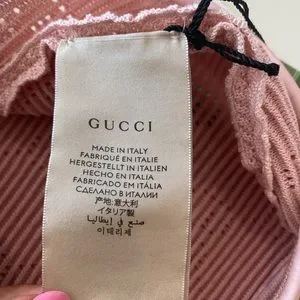 GUCCI
MADE IN ITALY
FABRIQUÉ EN ITALIE
HERGESTELLT IN ITALIEN
HECHO EN ITALIA
FABRICADO EM ITÁLIA
СДЕЛАНО В ИТАЛИИ
产地:意大利
イタリア製
صنع في إيطاليا
이태리제